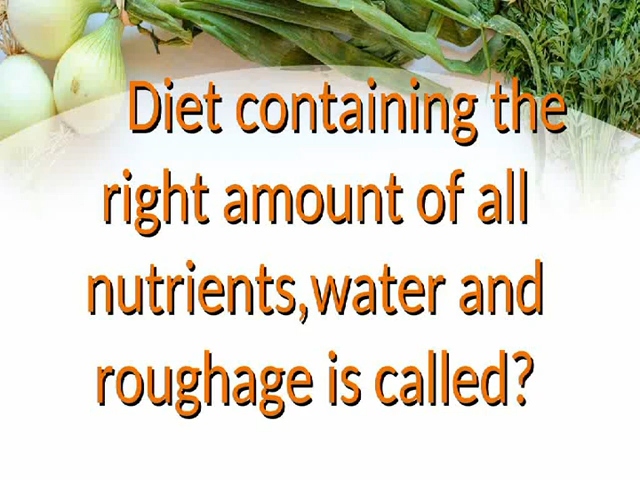 Diet containing the
right amount of all
nutrients,water and
roughage is called?